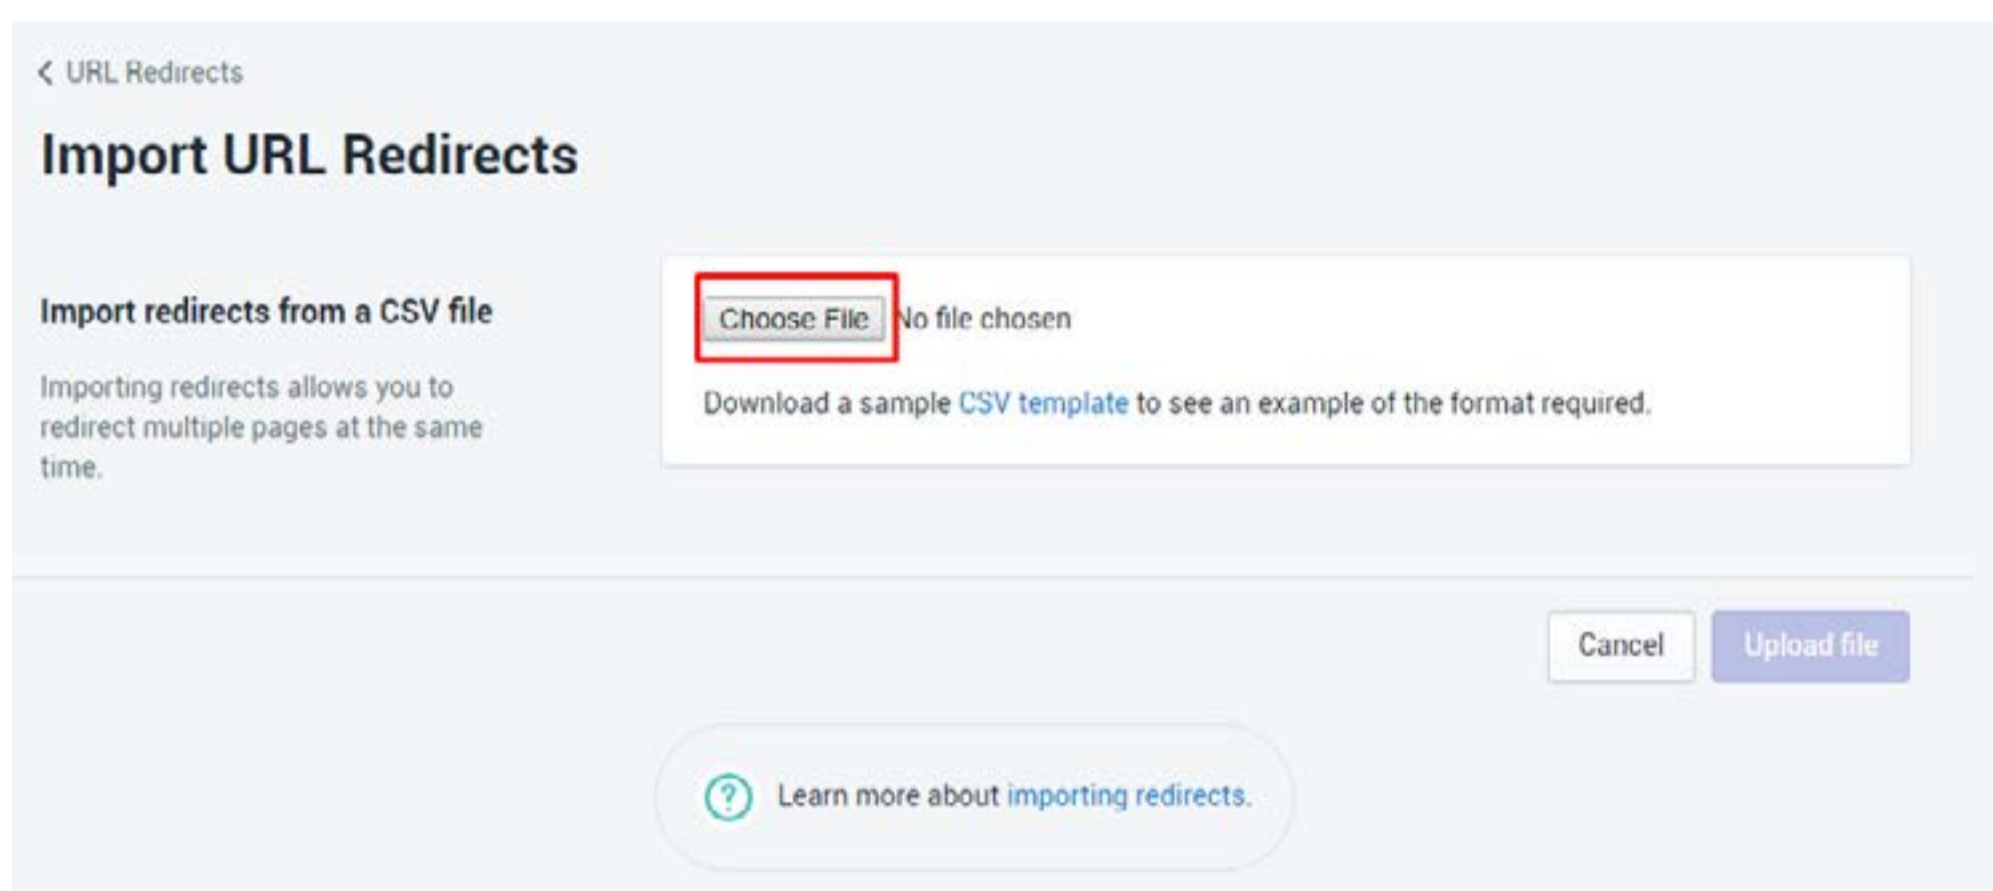 URL Redirects
Import URL Redirects
Import redirects from a CSV file
Importing redirects allows you to
redirect multiple pages at the same
time.
Choose File No file chosen
Download a sample CSV template to see an example of the format required.
Cancel Upload file
Learn more about importing redirects.